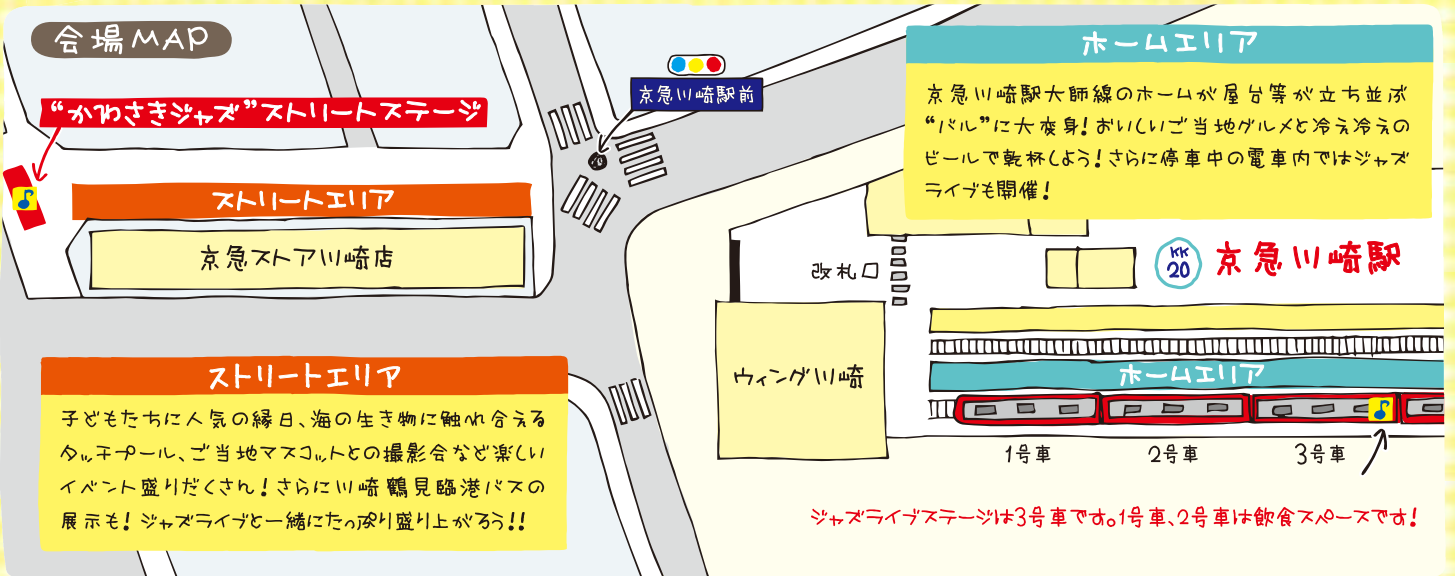 会場MAP
"かわさきジャズ"ストリートステージ
京急川崎駅前
ストリートエリア
京急ストア川崎店
ホームエリア
京急川崎駅大師線のホームが屋台等が立ち並ぶ
"バル"に大変身！おいしいご当地グルメと冷え冷えの
ビールで乾杯しよう！さらに停車中の電車内ではジャズ
ライブも開催！
改札口
KK
20
京急川崎駅
ウィング川崎
ホームエリア
1号車
2号車
3号車
ジャズライブステージは3号車です。1号車、2号車は飲食スペースです！
ストリートエリア
子どもたちに人気の縁日、海の生き物に触れ合える
タッチプール、ご当地マスコットとの撮影会など楽しい
イベント盛りだくさん！さらに川崎鶴見臨港バスの
展示も！ジャズライブと一緒にたっぷり盛り上がろう！！